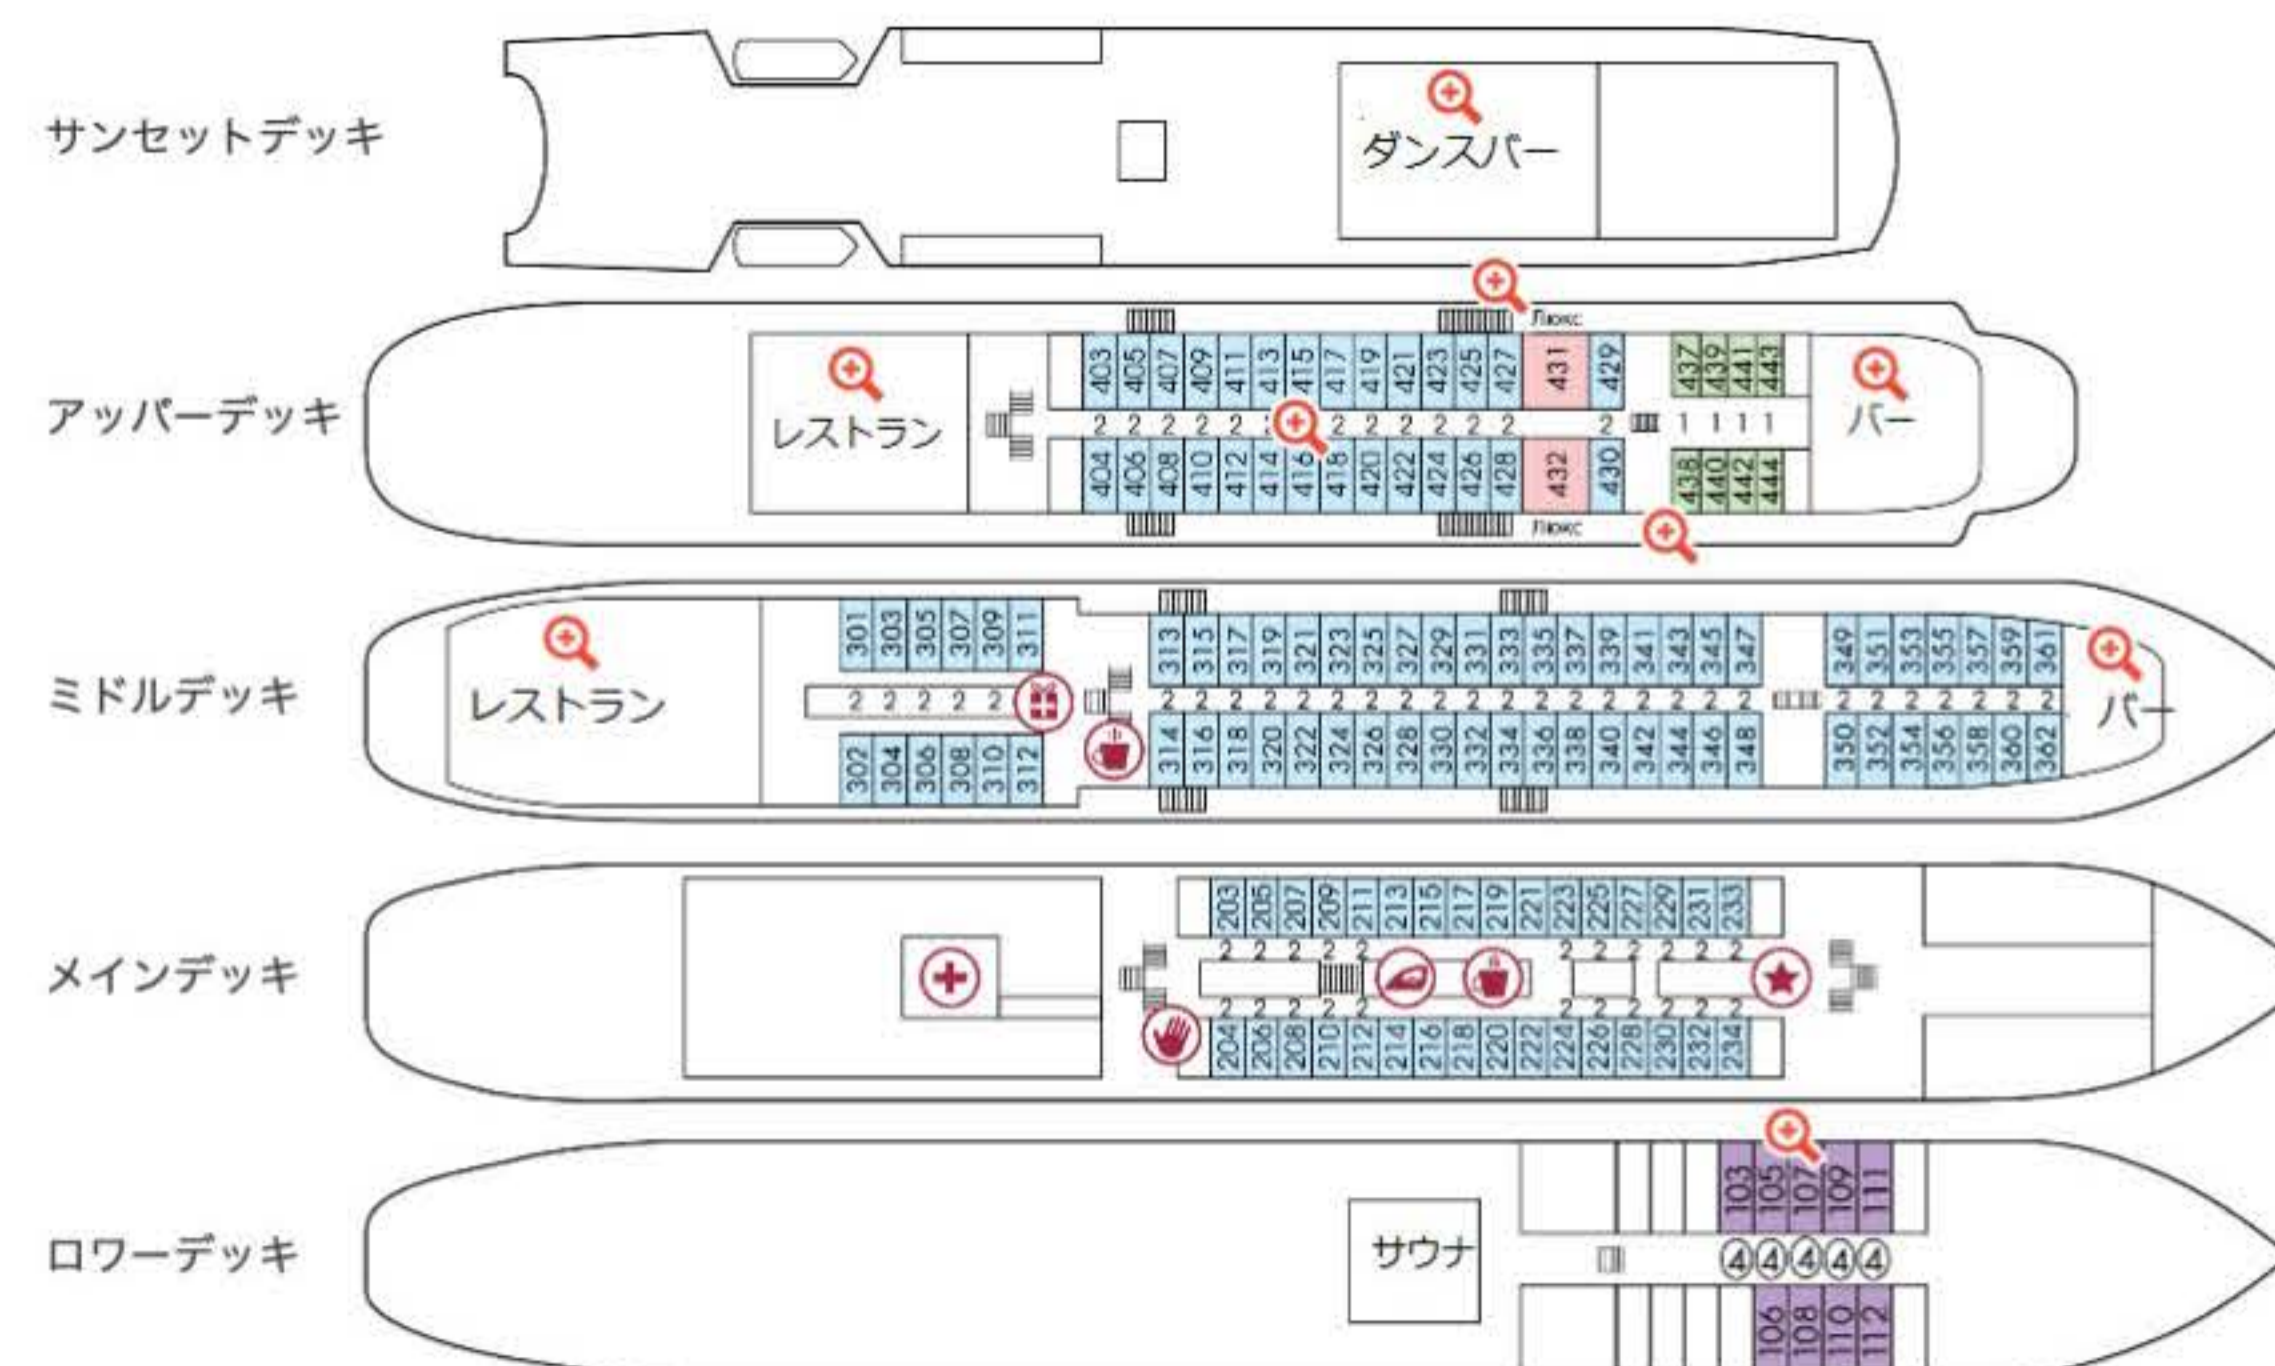 サンセットデッキ
ダンスバー
アッパーデッキ
Люкс
403 405 407 409 411 413 415 417 419 421 423 425 427 431 429 437 439 441 443
レストラン
2 2 2 2 2 2 2 2 2 2 2 2 1 1 1 1
バー
404 406 408 410 412 414 416 418 420 422 424 426 428 432 430 438 440 442 444
Люкс
ミドルデッキ
301 303 305 307 309 311 313 315 317 319 321 323 325 327 329 331 333 335 337 339 341 343 345 347 349 351 353 355 357 359 361
レストラン
2 2 2 2 2 2 2 2 2 2 2 2 2 2 2 2 2 2 2 2 2 2 2 2 2 2 2 2 2 2
バー
302 304 306 308 310 312 314 316 318 320 322 324 326 328 330 332 334 336 338 340 342 344 346 348 350 352 354 356 358 360 362
メインデッキ
203 205 207 209 211 213 215 217 219 221 223 225 227 229 231 233
2 2 2 2 2 2 2 2 2 2 2
2 2 2 2 2 2 2 2 2 2 2
204 206 208 210 212 214 216 218 220 222 224 226 228 230 232 234
ロワーデッキ
103 105 107 109 111
サウナ
4 4 4 4 4
106 108 110 112